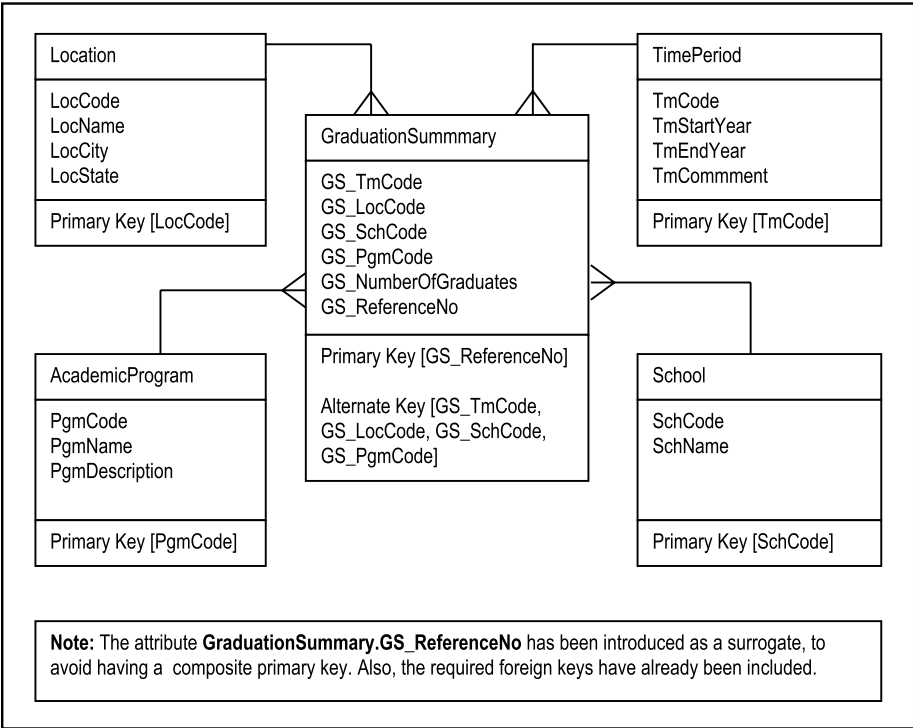 Location
LocCode
LocName
LocCity
LocState
Primary Key [LocCode]
TimePeriod
TmCode
TmStartYear
TmEndYear
TmCommment
Primary Key [TmCode]
GraduationSummmary
GS_TmCode
GS_LocCode
GS_SchCode
GS_PgmCode
GS_NumberOfGraduates
GS_ReferenceNo
Primary Key [GS_ReferenceNo]
Alternate Key [GS_TmCode,
GS_LocCode, GS_SchCode,
GS_PgmCode]
AcademicProgram
PgmCode
PgmName
PgmDescription
Primary Key [PgmCode]
School
SchCode
SchName
Primary Key [SchCode]
Note: The attribute GraduationSummary.GS_ReferenceNo has been introduced as a surrogate, to
avoid having a composite primary key. Also, the required foreign keys have already been included.